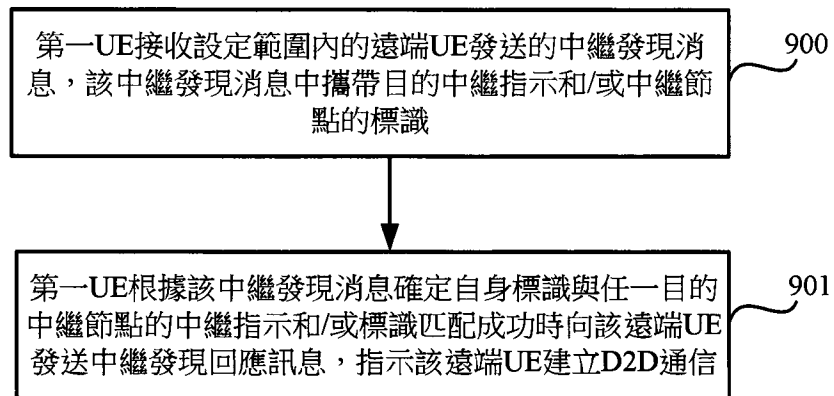 第一UE接收設定範圍內的遠端UE發送的中繼發現消
息，該中繼發現消息中攜帶目的中繼指示和/或中繼節
點的標識
900
第一UE根據該中繼發現消息確定自身標識與任一目的
中繼節點的中繼指示和/或標識匹配成功時向該遠端UE
發送中繼發現回應訊息，指示該遠端UE建立D2D通信
901